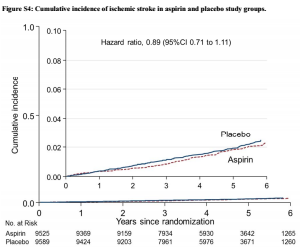 Figure S4: Cumulative incidence of ischemic stroke in aspirin and placebo study groups.
Hazard ratio, 0.89 (95%CI 0.71 to 1.11)
Cumulative incidence
1.0
0.5
0.0
0.10
0.08
0.06
0.04
0.02
0.00
Placebo
Aspirin
0 1 2 3 4 5 6
0 1 2 3 4 5 6
Years since randomization
No. at Risk
Aspirin 9525 9369 9159 7934 5930 3642 1265
Placebo 9589 9424 9203 7961 5976 3671 1260